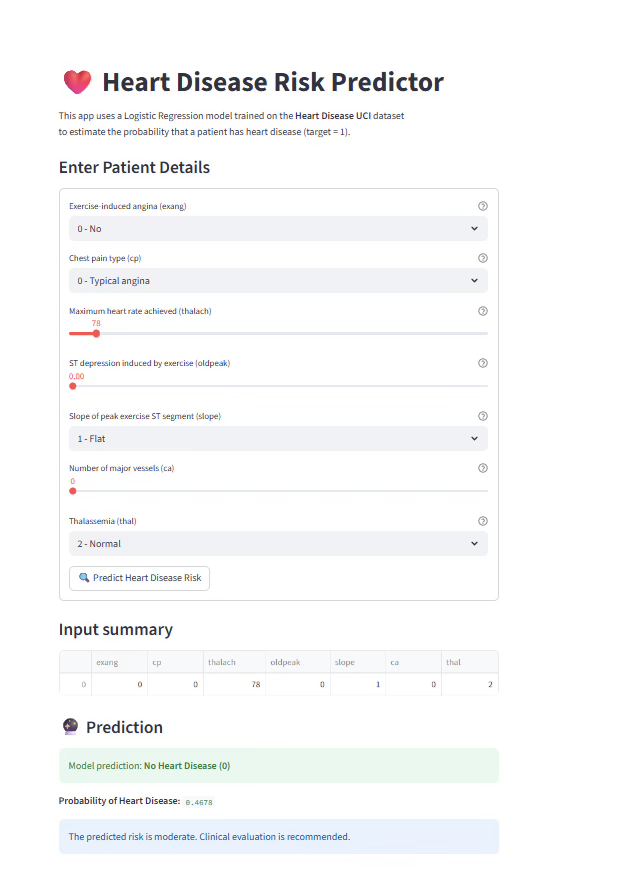 Heart Disease Risk Predictor
This app uses a Logistic Regression model trained on the Heart Disease UCI dataset
to estimate the probability that a patient has heart disease (target = 1).
Enter Patient Details
Exercise-induced angina (exang)
0 - No
Chest pain type (cp)
0 - Typical angina
Maximum heart rate achieved (thalach)
78
ST depression induced by exercise (oldpeak)
0.00
Slope of peak exercise ST segment (slope)
1 - Flat
Number of major vessels (ca)
0
Thalassemia (thal)
2 - Normal
Predict Heart Disease Risk
Input summary
exang cp thalach oldpeak slope ca thal
0 0 0 78 0 1 0 2
Prediction
Model prediction: No Heart Disease (0)
Probability of Heart Disease: 0.4678
The predicted risk is moderate. Clinical evaluation is recommended.